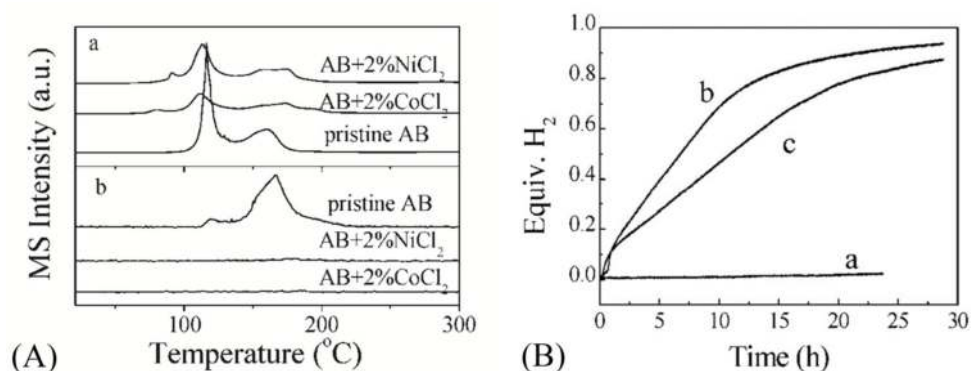 a
AB+2%NiCl2
AB+2%CoCl2
pristine AB
b
pristine AB
AB+2%NiCl2
AB+2%CoCl2
MS Intensity (a.u.)
100 200 300
Temperature (°C)
(A)
1.0
0.8
0.6
0.4
0.2
0.0
Equiv. H2
b
c
a
0 5 10 15 20 25 30
Time (h)
(B)